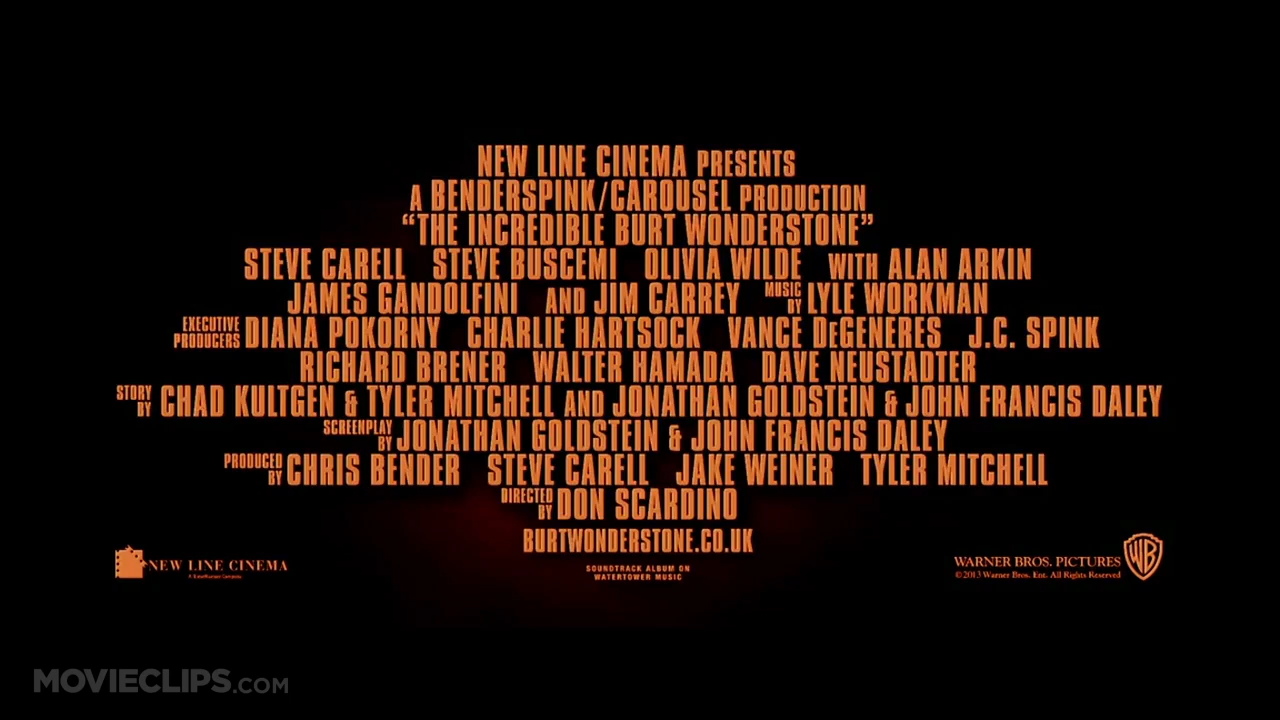 NEW LINE CINEMA PRESENTS
A BENDERSPINK/CAROUSEL PRODUCTION
“THE INCREDIBLE BURT WONDERSTONE”
STEVE CARELL STEVE BUSCEMI OLIVIA WILDE WITH ALAN ARKIN
JAMES GANDOLFINI AND JIM CARREY MUSIC BY LYLE WORKMAN
EXECUTIVE PRODUCERS DIANA POKORNY CHARLIE HARTSOCK VANCE DeGENERES J.C. SPINK
RICHARD BRENER WALTER HAMADA DAVE NEUSTADTER
STORY BY CHAD KULTGEN & TYLER MITCHELL AND JONATHAN GOLDSTEIN & JOHN FRANCIS DALEY
SCREENPLAY BY JONATHAN GOLDSTEIN & JOHN FRANCIS DALEY
PRODUCED BY CHRIS BENDER STEVE CARELL JAKE WEINER TYLER MITCHELL
DIRECTED BY DON SCARDINO
BURTWONDERSTONE.CO.UK
NEW LINE CINEMA
SOUNDTRACK ALBUM ON
WATERTOWER MUSIC
WARNER BROS. PICTURES
©2013 Warner Bros. Ent. All Rights Reserved
WB
MOVIECLIPS.COM